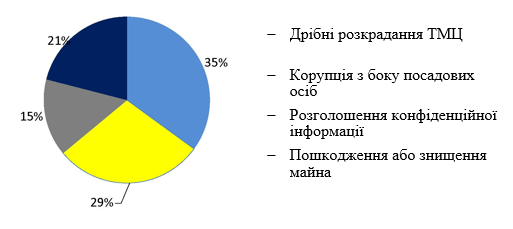 21%
35%
15%
29%
– Дрібні розкрадання ТМЦ
– Корупція з боку посадових
осіб
– Розголошення конфіденційної
інформації
– Пошкодження або знищення
майна